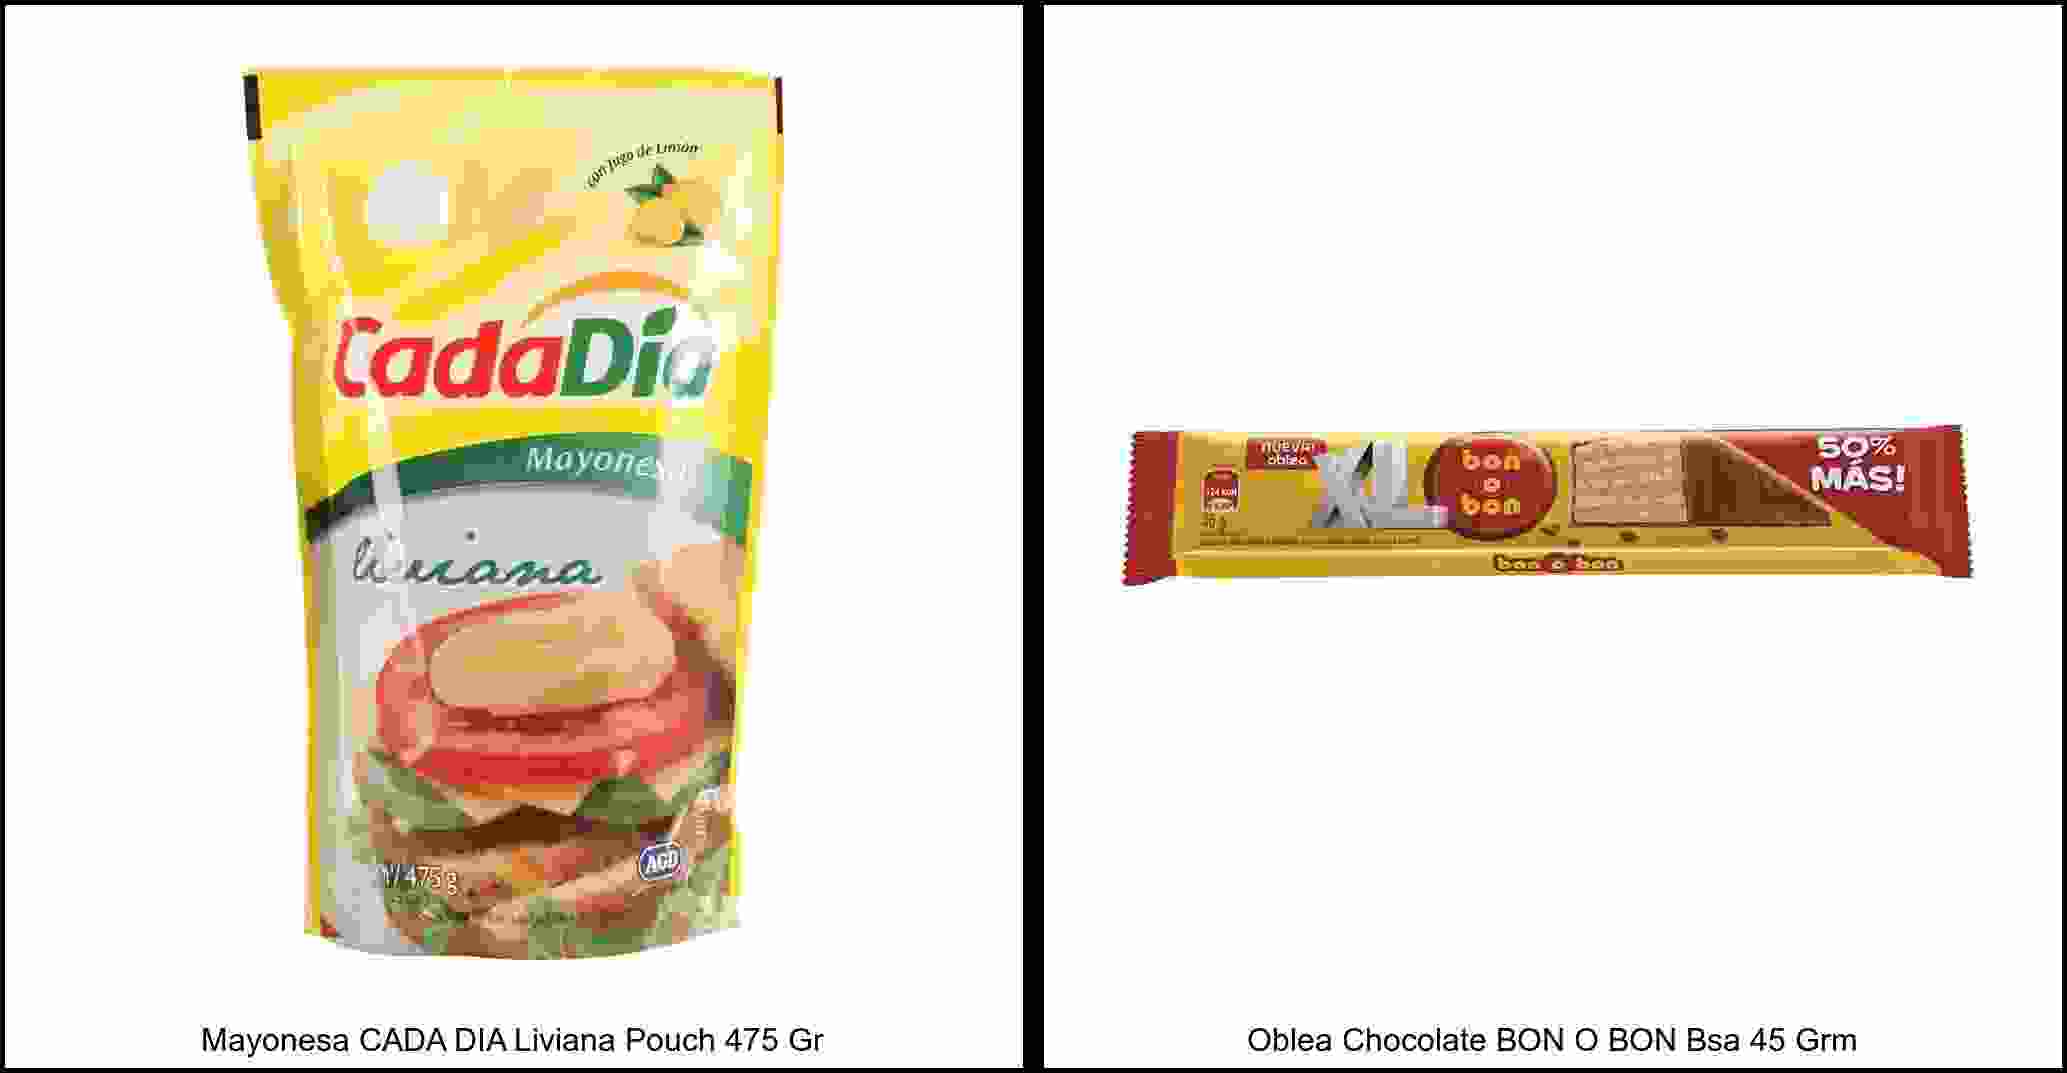 con Jugo de Limón
CadaDía
Mayonesa
liviana
475 g
AGD
Mayonesa CADA DIA Liviana Pouch 475 Gr
nueva
oblea
XL
bon
o
bon
50%
MÁS!
bon o bon
Oblea Chocolate BON O BON Bsa 45 Grm